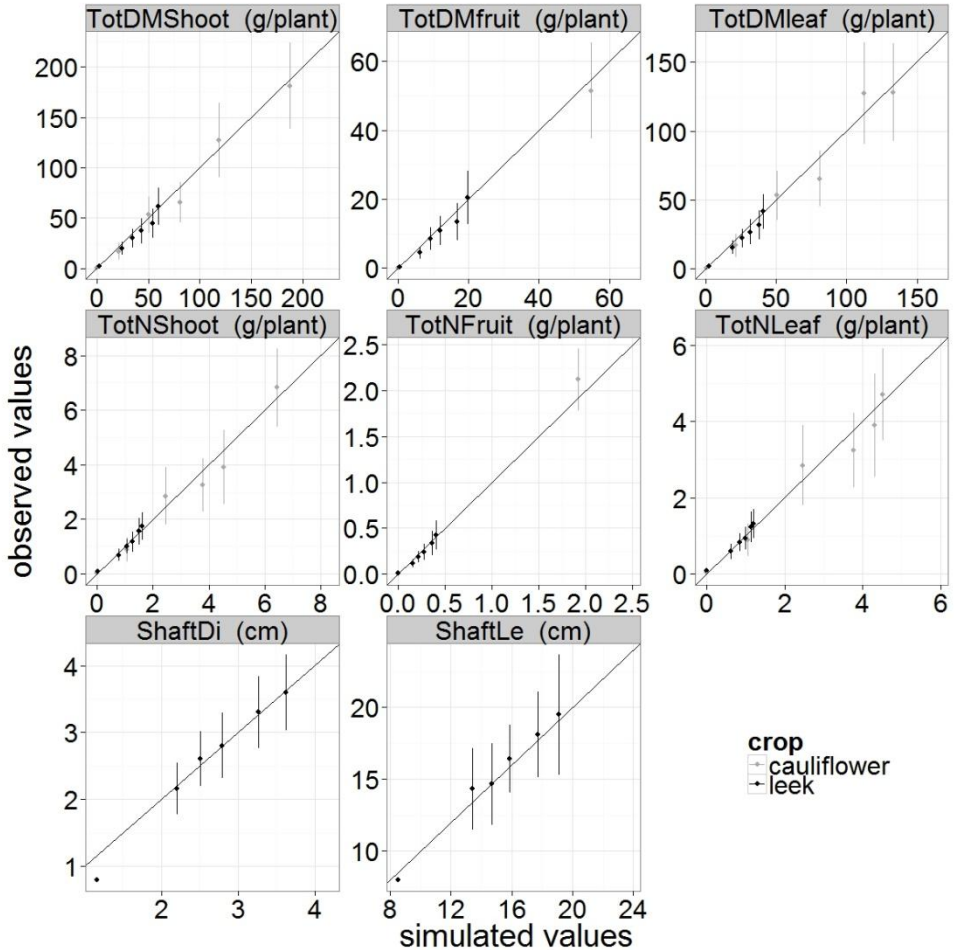 TotDMShoot (g/plant)
TotDMfruit (g/plant)
TotDMleaf (g/plant)
200
150
100
50
0
0 50 100 150 200
60
40
20
0
0 20 40 60
150
100
50
0
0 50 100 150
TotNShoot (g/plant)
TotNFruit (g/plant)
TotNLeaf (g/plant)
8
6
4
2
0
0 2 4 6 8
2.5
2.0
1.5
1.0
0.5
0.0
0.0 0.5 1.0 1.5 2.0 2.5
6
4
2
0
0 2 4 6
ShaftDi (cm)
ShaftLe (cm)
4
3
2
1
2 3 4
20
15
10
8 12 16 20 24
observed values
simulated values
crop
cauliflower
leek